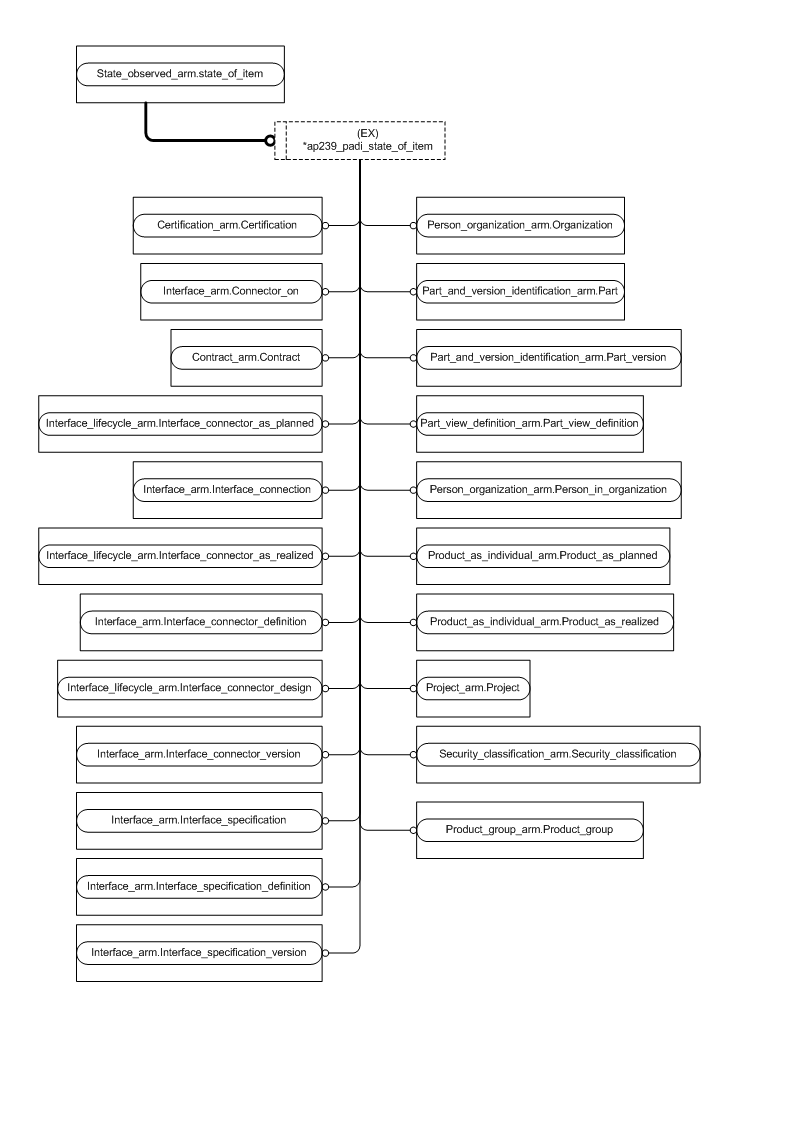 State_observed_arm.state_of_item
(EX)
*ap239_padi_state_of_item
Certification_arm.Certification
Person_organization_arm.Organization
Interface_arm.Connector_on
Part_and_version_identification_arm.Part
Contract_arm.Contract
Part_and_version_identification_arm.Part_version
Interface_lifecycle_arm.Interface_connector_as_planned
Part_view_definition_arm.Part_view_definition
Interface_arm.Interface_connection
Person_organization_arm.Person_in_organization
Interface_lifecycle_arm.Interface_connector_as_realized
Product_as_individual_arm.Product_as_planned
Interface_arm.Interface_connector_definition
Product_as_individual_arm.Product_as_realized
Interface_lifecycle_arm.Interface_connector_design
Project_arm.Project
Interface_arm.Interface_connector_version
Security_classification_arm.Security_classification
Interface_arm.Interface_specification
Product_group_arm.Product_group
Interface_arm.Interface_specification_definition
Interface_arm.Interface_specification_version